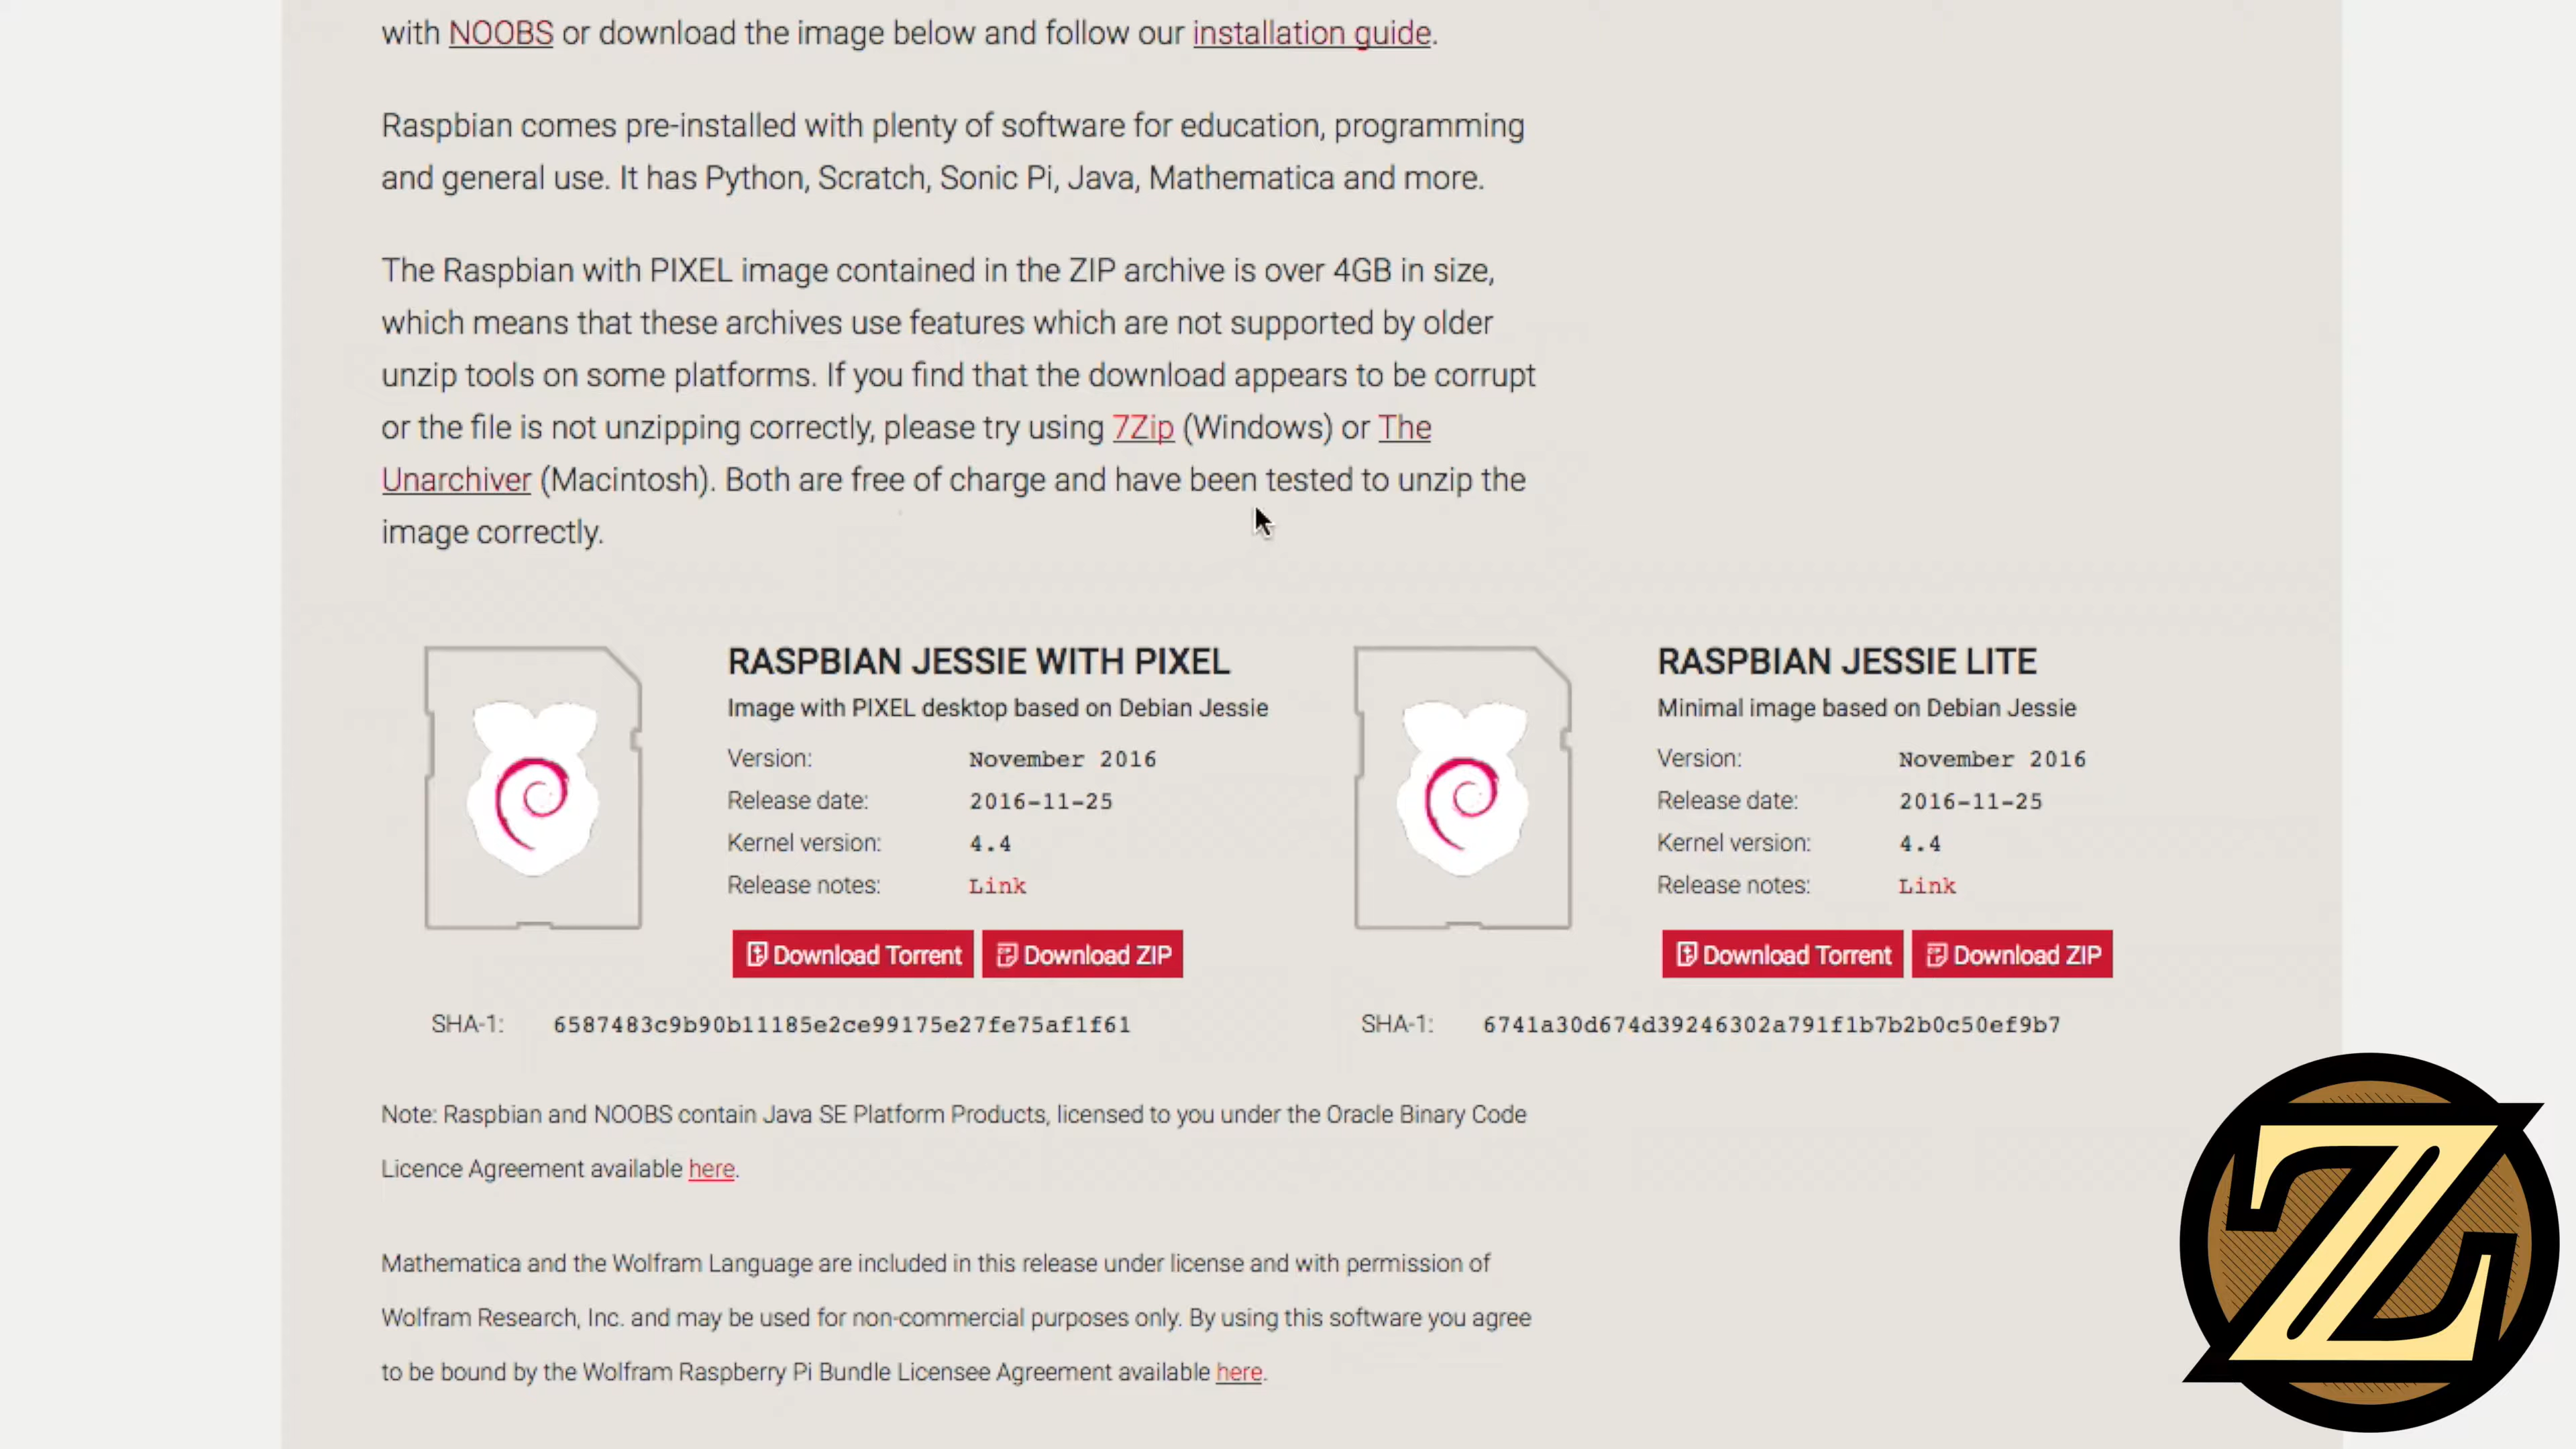 with NOOBS or download the image below and follow our installation guide.
Raspbian comes pre-installed with plenty of software for education, programming
and general use. It has Python, Scratch, Sonic Pi, Java, Mathematica and more.
The Raspbian with PIXEL image contained in the ZIP archive is over 4GB in size,
which means that these archives use features which are not supported by older
unzip tools on some platforms. If you find that the download appears to be corrupt
or the file is not unzipping correctly, please try using 7Zip (Windows) or The
Unarchiver (Macintosh). Both are free of charge and have been tested to unzip the
image correctly.
RASPBIAN JESSIE WITH PIXEL
Image with PIXEL desktop based on Debian Jessie
Version: November 2016
Release date: 2016-11-25
Kernel version: 4.4
Release notes: Link
Download Torrent Download ZIP
SHA-1: 6587483c9b90b11185e2ce99175e27fe75af1f61
RASPBIAN JESSIE LITE
Minimal image based on Debian Jessie
Version: November 2016
Release date: 2016-11-25
Kernel version: 4.4
Release notes: Link
Download Torrent Download ZIP
SHA-1: 6741a30d674d39246302a791f1b7b2b0c50ef9b7
Note: Raspbian and NOOBS contain Java SE Platform Products, licensed to you under the Oracle Binary Code
Licence Agreement available here.
Mathematica and the Wolfram Language are included in this release under license and with permission of
Wolfram Research, Inc. and may be used for non-commercial purposes only. By using this software you agree
to be bound by the Wolfram Raspberry Pi Bundle Licensee Agreement available here.
Z